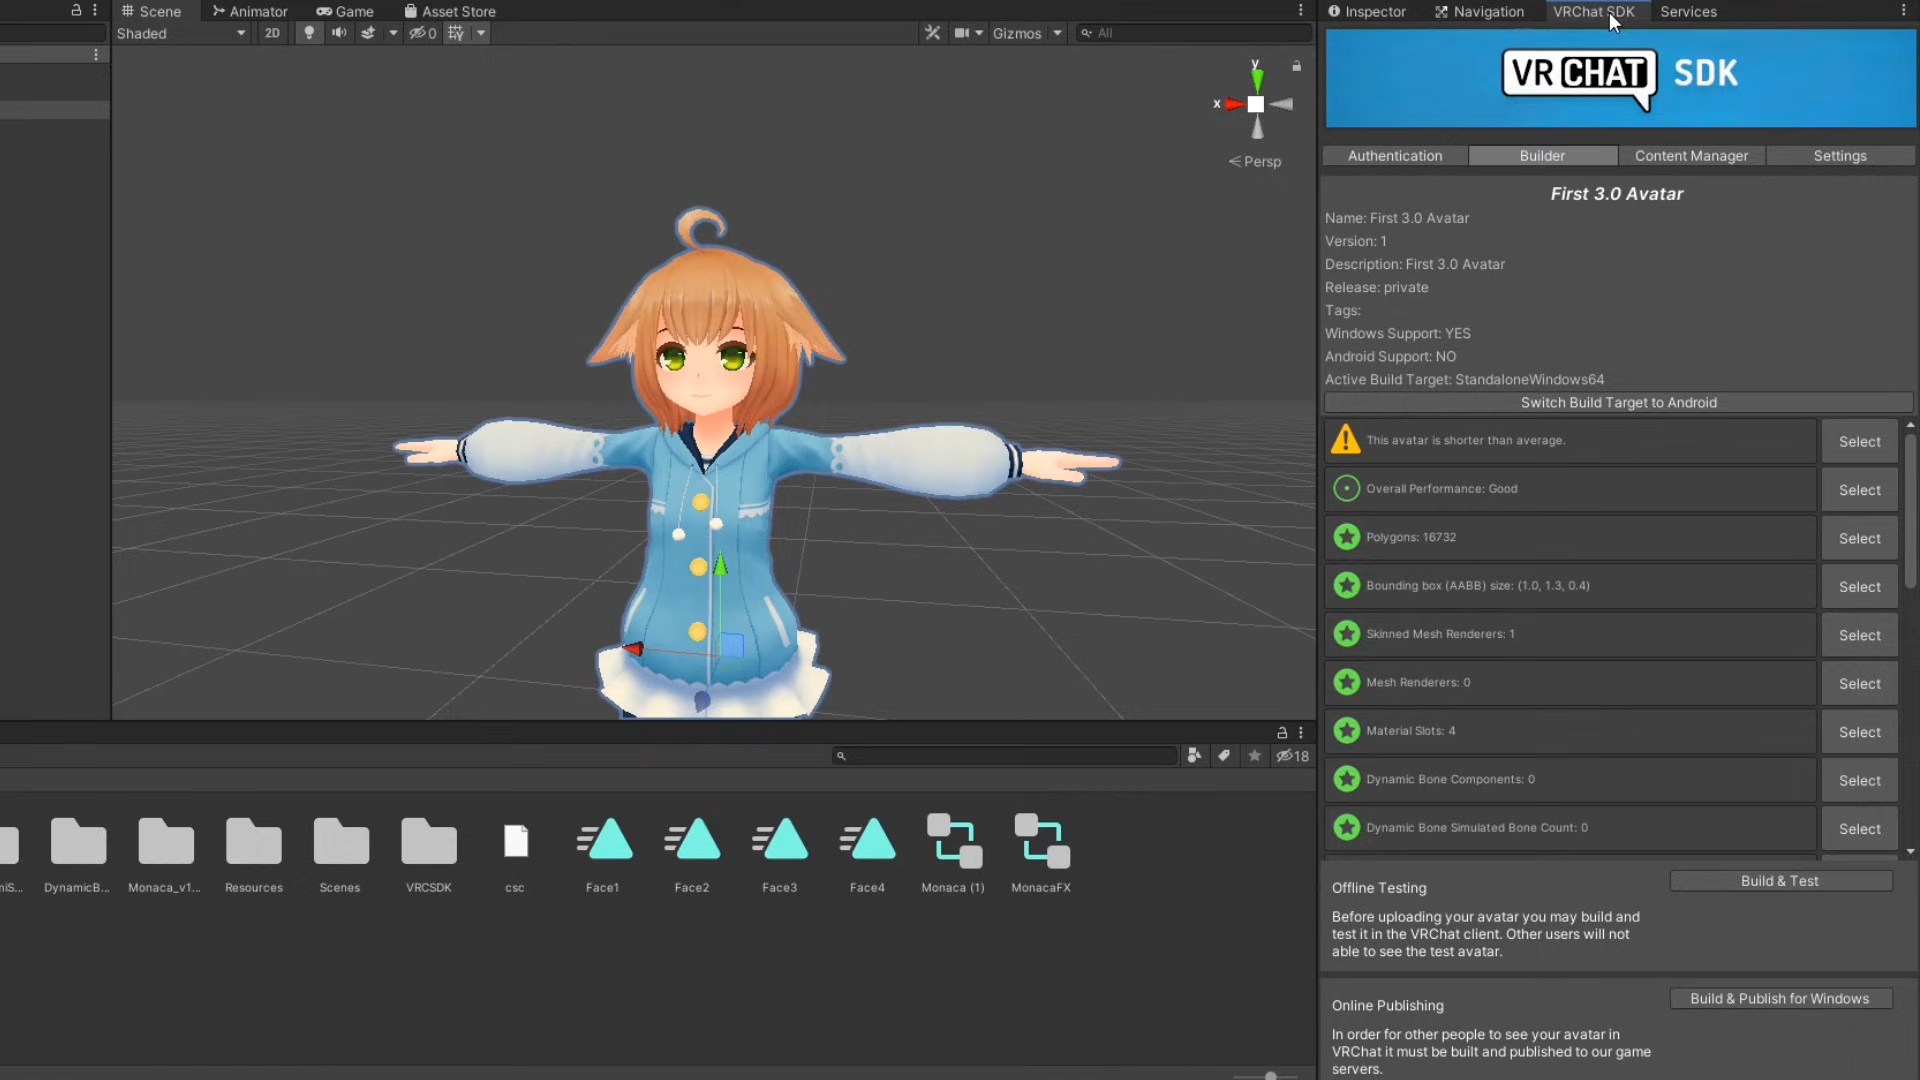 Scene
Animator
Game
Asset Store
Inspector
Navigation
VRChat SDK
Services
Shaded
2D
0
Gizmos
All
y
x
Persp
VR CHAT SDK
Authentication
Builder
Content Manager
Settings
First 3.0 Avatar
Name: First 3.0 Avatar
Version: 1
Description: First 3.0 Avatar
Release: private
Tags:
Windows Support: YES
Android Support: NO
Active Build Target: StandaloneWindows64
Switch Build Target to Android
This avatar is shorter than average.
Select
Overall Performance: Good
Select
Polygons: 16732
Select
Bounding box (AABB) size: (1.0, 1.3, 0.4)
Select
Skinned Mesh Renderers: 1
Select
Mesh Renderers: 0
Select
Material Slots: 4
Select
Dynamic Bone Components: 0
Select
Dynamic Bone Simulated Bone Count: 0
Select
18
miS...
DynamicB...
Monaca_v1...
Resources
Scenes
VRCSDK
csc
Face1
Face2
Face3
Face4
Monaca (1)
MonacaFX
Offline Testing
Build & Test
Before uploading your avatar you may build and
test it in the VRChat client. Other users will not
able to see the test avatar.
Online Publishing
Build & Publish for Windows
In order for other people to see your avatar in
VRChat it must be built and published to our game
servers.